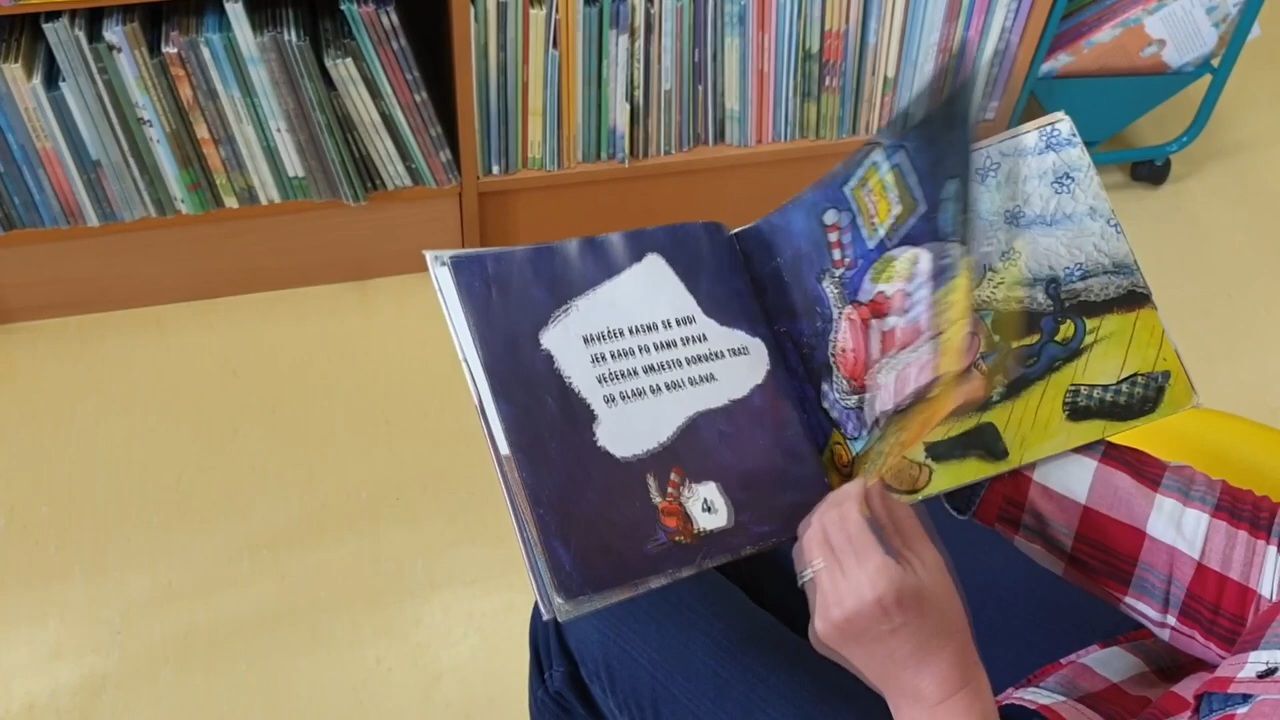 NAVEČER KASNO SE BUDI
JER RADO PO DANU SPAVA
VEČERAK UMJESTO DORUČKA TRAŽI
OD GLADI GA BOLI GLAVA.
4